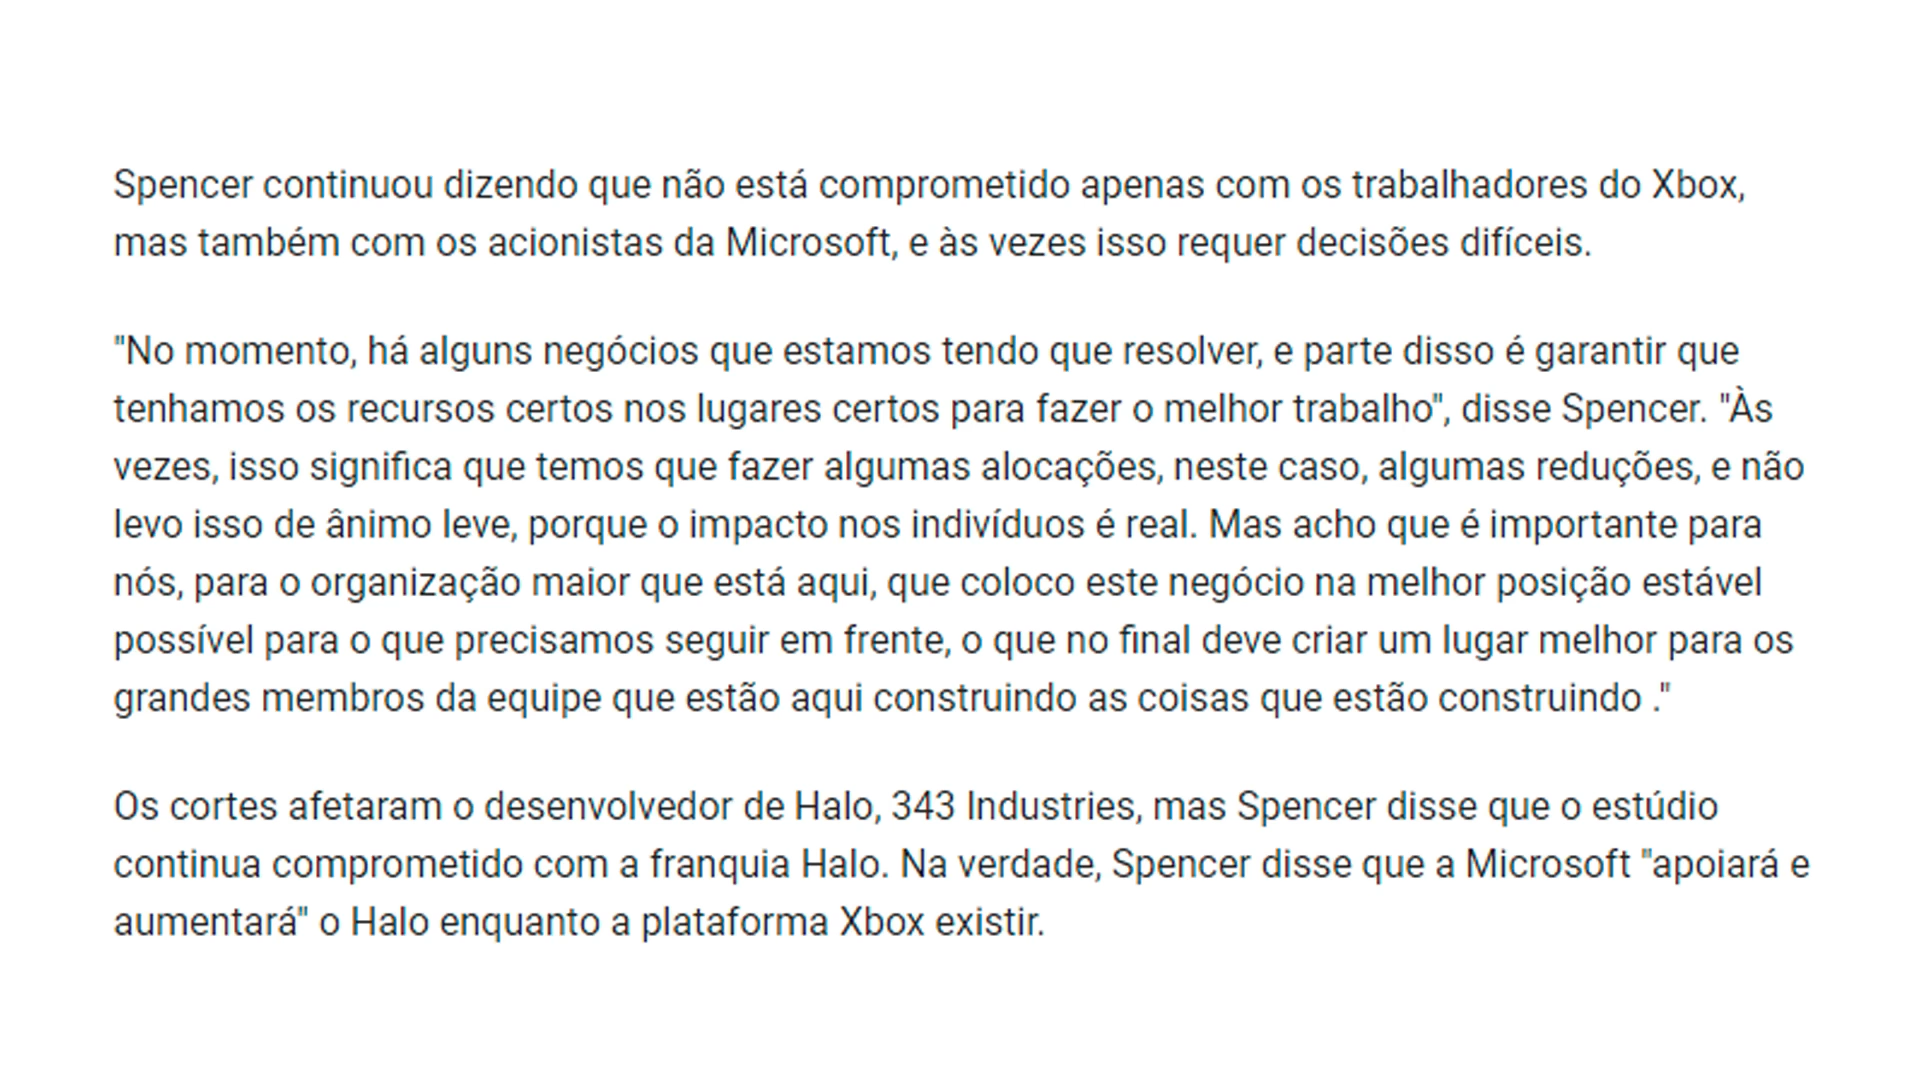 Spencer continuou dizendo que não está comprometido apenas com os trabalhadores do Xbox,
mas também com os acionistas da Microsoft, e às vezes isso requer decisões difíceis.
"No momento, há alguns negócios que estamos tendo que resolver, e parte disso é garantir que
tenhamos os recursos certos nos lugares certos para fazer o melhor trabalho", disse Spencer. "Às
vezes, isso significa que temos que fazer algumas alocações, neste caso, algumas reduções, e não
levo isso de ânimo leve, porque o impacto nos indivíduos é real. Mas acho que é importante para
nós, para o organização maior que está aqui, que coloco este negócio na melhor posição estável
possível para o que precisamos seguir em frente, o que no final deve criar um lugar melhor para os
grandes membros da equipe que estão aqui construindo as coisas que estão construindo ."
Os cortes afetaram o desenvolvedor de Halo, 343 Industries, mas Spencer disse que o estúdio
continua comprometido com a franquia Halo. Na verdade, Spencer disse que a Microsoft "apoiará e
aumentará" o Halo enquanto a plataforma Xbox existir.